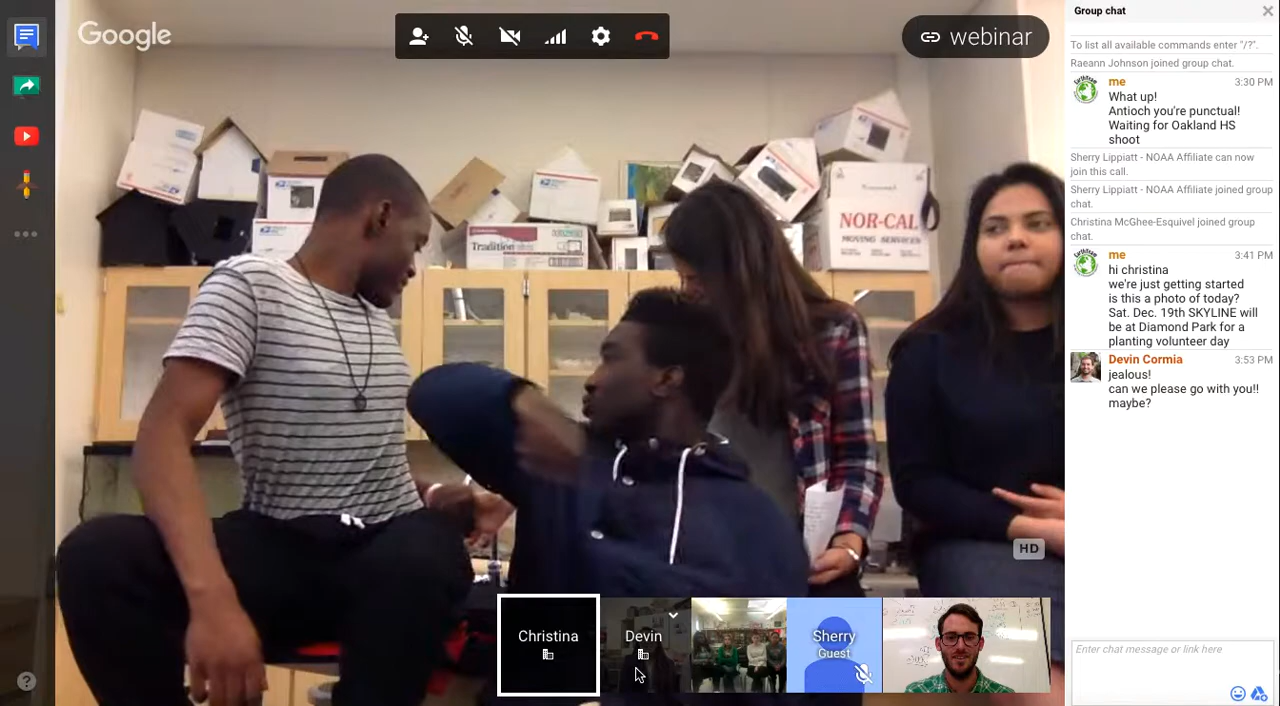 Google
webinar
Group chat
To list all available commands enter "/?".
Raeann Johnson joined group chat.
me 3:30 PM
What up!
Antioch you're punctual!
Waiting for Oakland HS
shoot
Sherry Lippiatt - NOAA Affiliate can now
join this call.
Sherry Lippiatt - NOAA Affiliate joined group
chat.
Christina McGhee-Esquivel joined group
chat.
me 3:41 PM
hi christina
we're just getting started
is this a photo of today?
Sat. Dec. 19th SKYLINE will
be at Diamond Park for a
planting volunteer day
Devin Cormia 3:53 PM
jealous!
can we please go with you!!
maybe?
Enter chat message or link here
Tradition
NOR-CAL
MOVING SERVICES
HD
Christina
Devin
Sherry
Guest
?